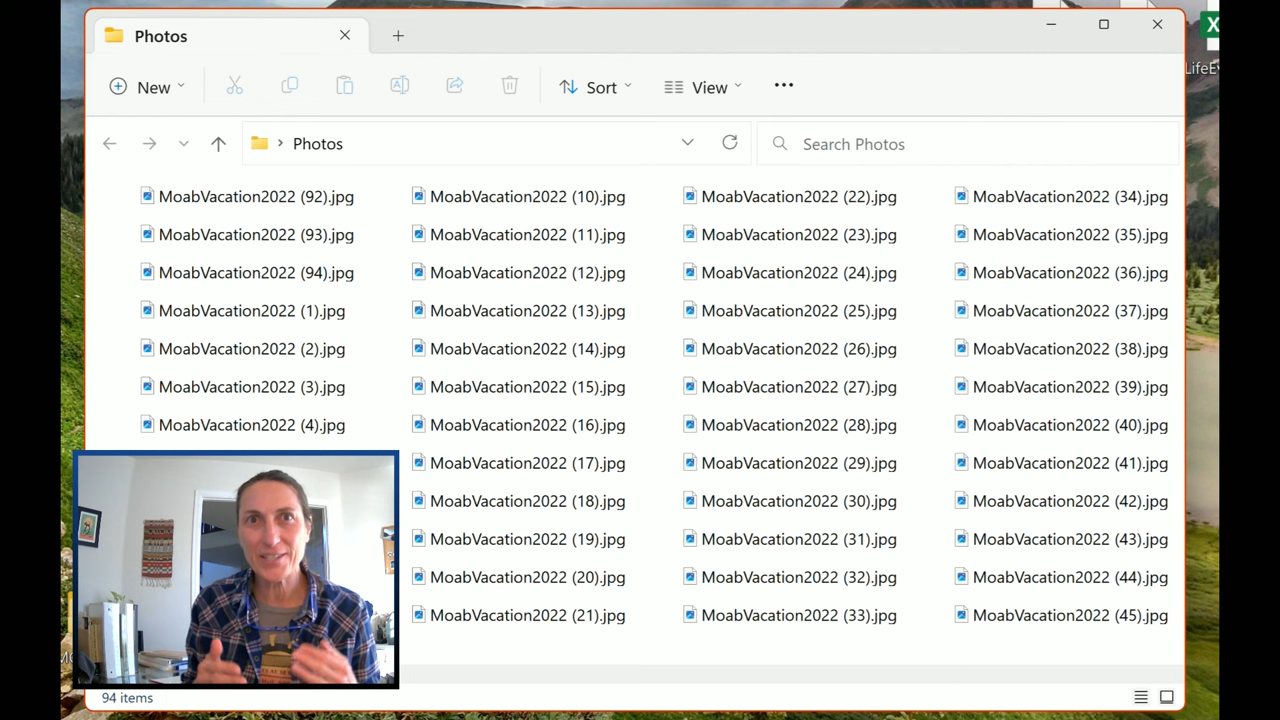 Photos
LifeEv
New
Sort
View
Photos
Search Photos
MoabVacation2022 (92).jpg
MoabVacation2022 (93).jpg
MoabVacation2022 (94).jpg
MoabVacation2022 (1).jpg
MoabVacation2022 (2).jpg
MoabVacation2022 (3).jpg
MoabVacation2022 (4).jpg
MoabVacation2022 (10).jpg
MoabVacation2022 (11).jpg
MoabVacation2022 (12).jpg
MoabVacation2022 (13).jpg
MoabVacation2022 (14).jpg
MoabVacation2022 (15).jpg
MoabVacation2022 (16).jpg
MoabVacation2022 (17).jpg
MoabVacation2022 (18).jpg
MoabVacation2022 (19).jpg
MoabVacation2022 (20).jpg
MoabVacation2022 (21).jpg
MoabVacation2022 (22).jpg
MoabVacation2022 (23).jpg
MoabVacation2022 (24).jpg
MoabVacation2022 (25).jpg
MoabVacation2022 (26).jpg
MoabVacation2022 (27).jpg
MoabVacation2022 (28).jpg
MoabVacation2022 (29).jpg
MoabVacation2022 (30).jpg
MoabVacation2022 (31).jpg
MoabVacation2022 (32).jpg
MoabVacation2022 (33).jpg
MoabVacation2022 (34).jpg
MoabVacation2022 (35).jpg
MoabVacation2022 (36).jpg
MoabVacation2022 (37).jpg
MoabVacation2022 (38).jpg
MoabVacation2022 (39).jpg
MoabVacation2022 (40).jpg
MoabVacation2022 (41).jpg
MoabVacation2022 (42).jpg
MoabVacation2022 (43).jpg
MoabVacation2022 (44).jpg
MoabVacation2022 (45).jpg
94 items